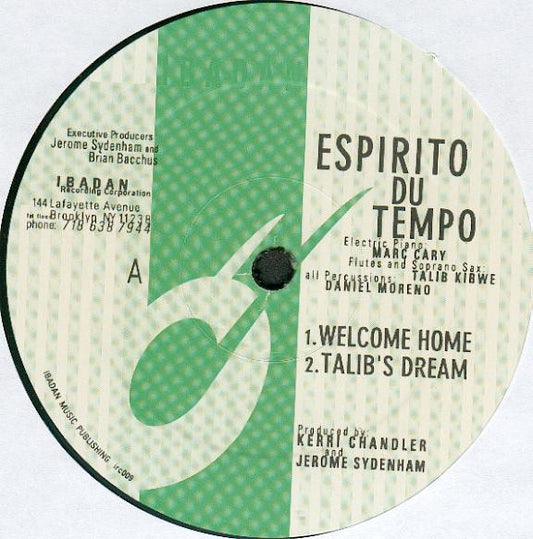 IBADAN
Executive Producers
Jerome Sydenham and
Brian Bacchus
IBADAN
Recording Corporation
144 Lafayette Avenue
Brooklyn NY 11238
phone: 718 638 7944
A
ESPIRITO
DU
TEMPO
Electric Piano:
MARC CARY
Flutes and Soprano Sax:
TALIB KIBWE
all Percussions:
DANIEL MORENO
1.WELCOME HOME
2.TALIB'S DREAM
Produced by:
KERRI CHANDLER
and
JEROME SYDENHAM
IBADAN MUSIC PUBLISHING irc009